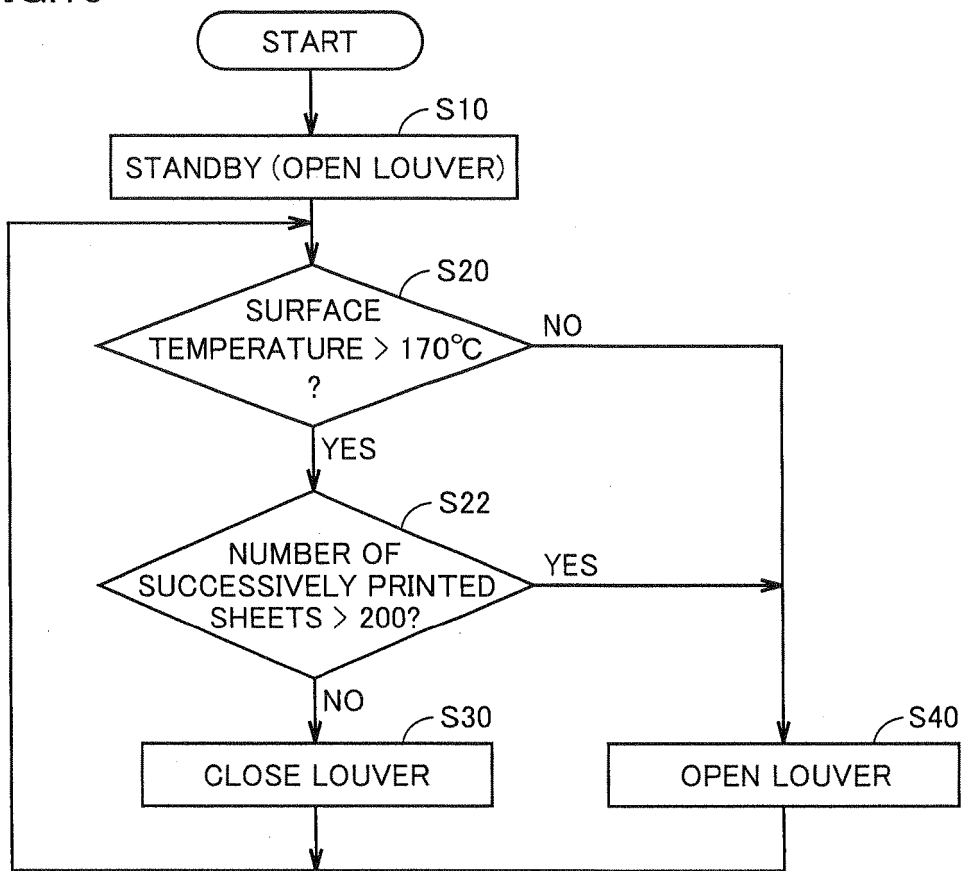 START
S10
STANDBY (OPEN LOUVER)
S20
SURFACE
TEMPERATURE > 170°C
?
NO
YES
S22
NUMBER OF
SUCCESSIVELY PRINTED
SHEETS > 200?
YES
NO
S30
CLOSE LOUVER
S40
OPEN LOUVER